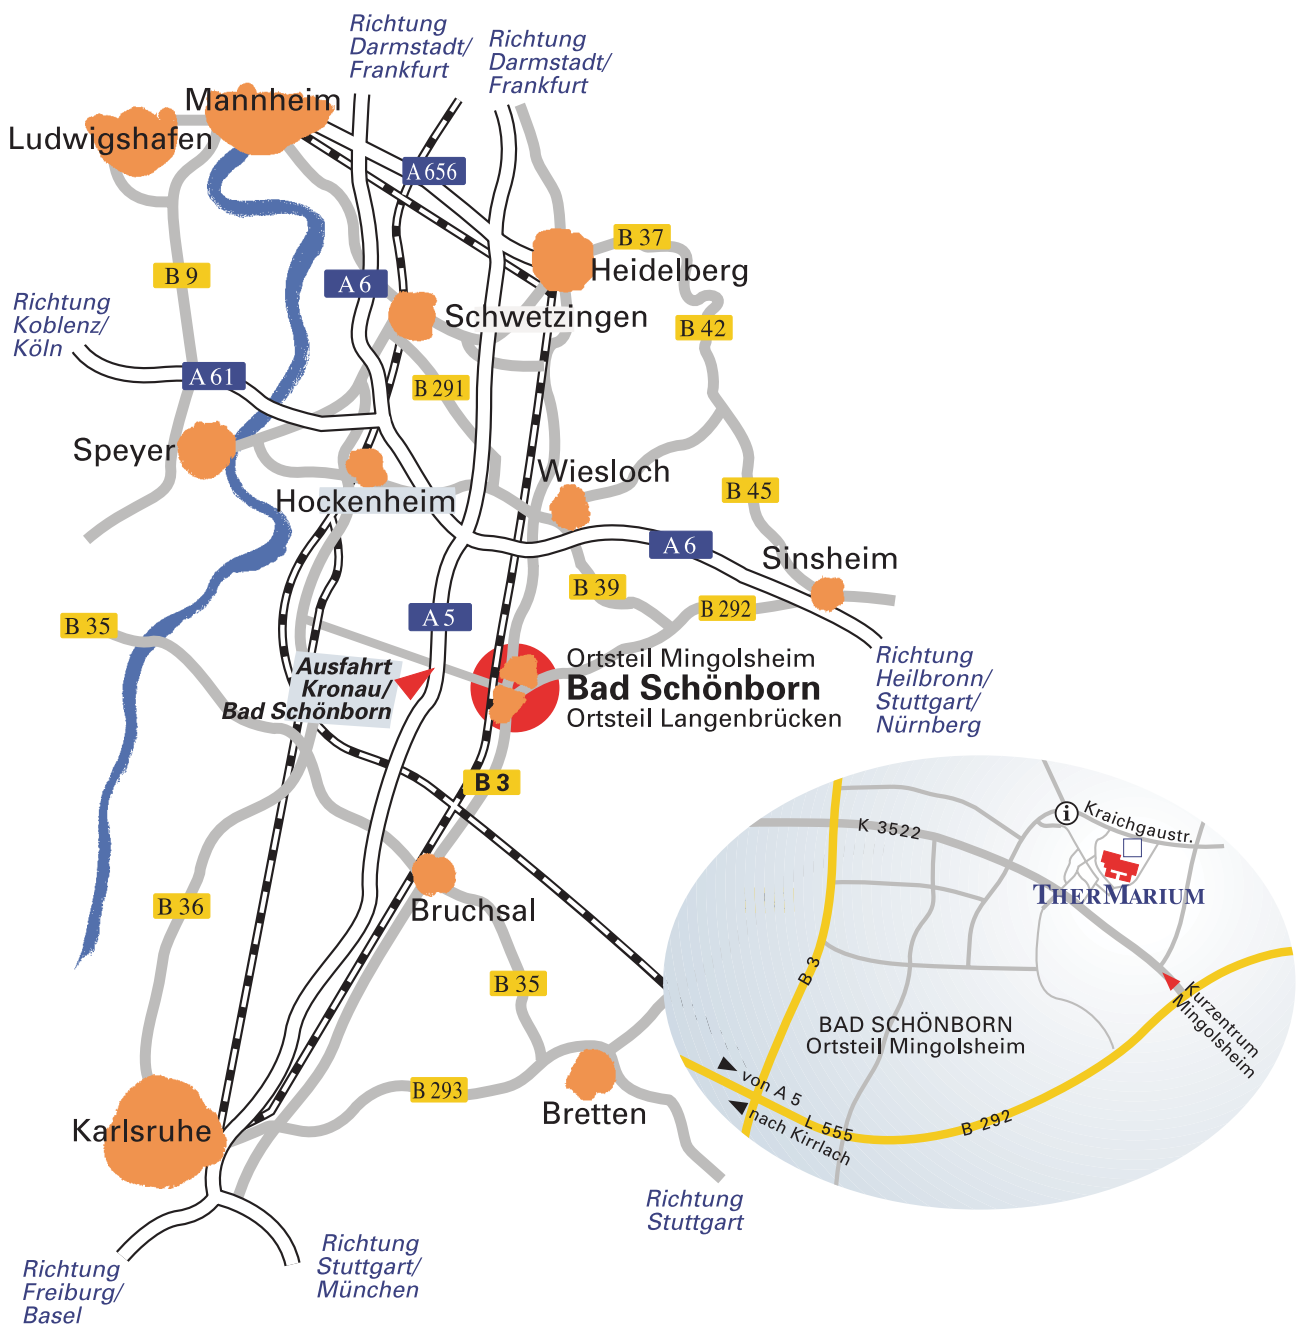 Richtung
Darmstadt/
Frankfurt
Richtung
Darmstadt/
Frankfurt
Mannheim
Ludwigshafen
A 656
B 37
Heidelberg
B 9
A 6
Richtung
Koblenz/
Köln
Schwetzingen
B 42
A 61
B 291
Speyer
Wiesloch
Hockenheim
B 45
A 6
Sinsheim
B 39
B 292
A 5
B 35
Ausfahrt
Kronau/
Bad Schönborn
Ortsteil Mingolsheim
Bad Schönborn
Ortsteil Langenbrücken
Richtung
Heilbronn/
Stuttgart/
Nürnberg
B 3
Bruchsal
B 36
B 35
B 293
Bretten
Karlsruhe
Richtung
Stuttgart
Richtung
Stuttgart/
München
Richtung
Freiburg/
Basel
K 3522
i
Kraichgaustr.
THERMARIUM
B 3
BAD SCHÖNBORN
Ortsteil Mingolsheim
Kurzentrum
Mingolsheim
von A 5
nach Kirrlach
L 555
B 292